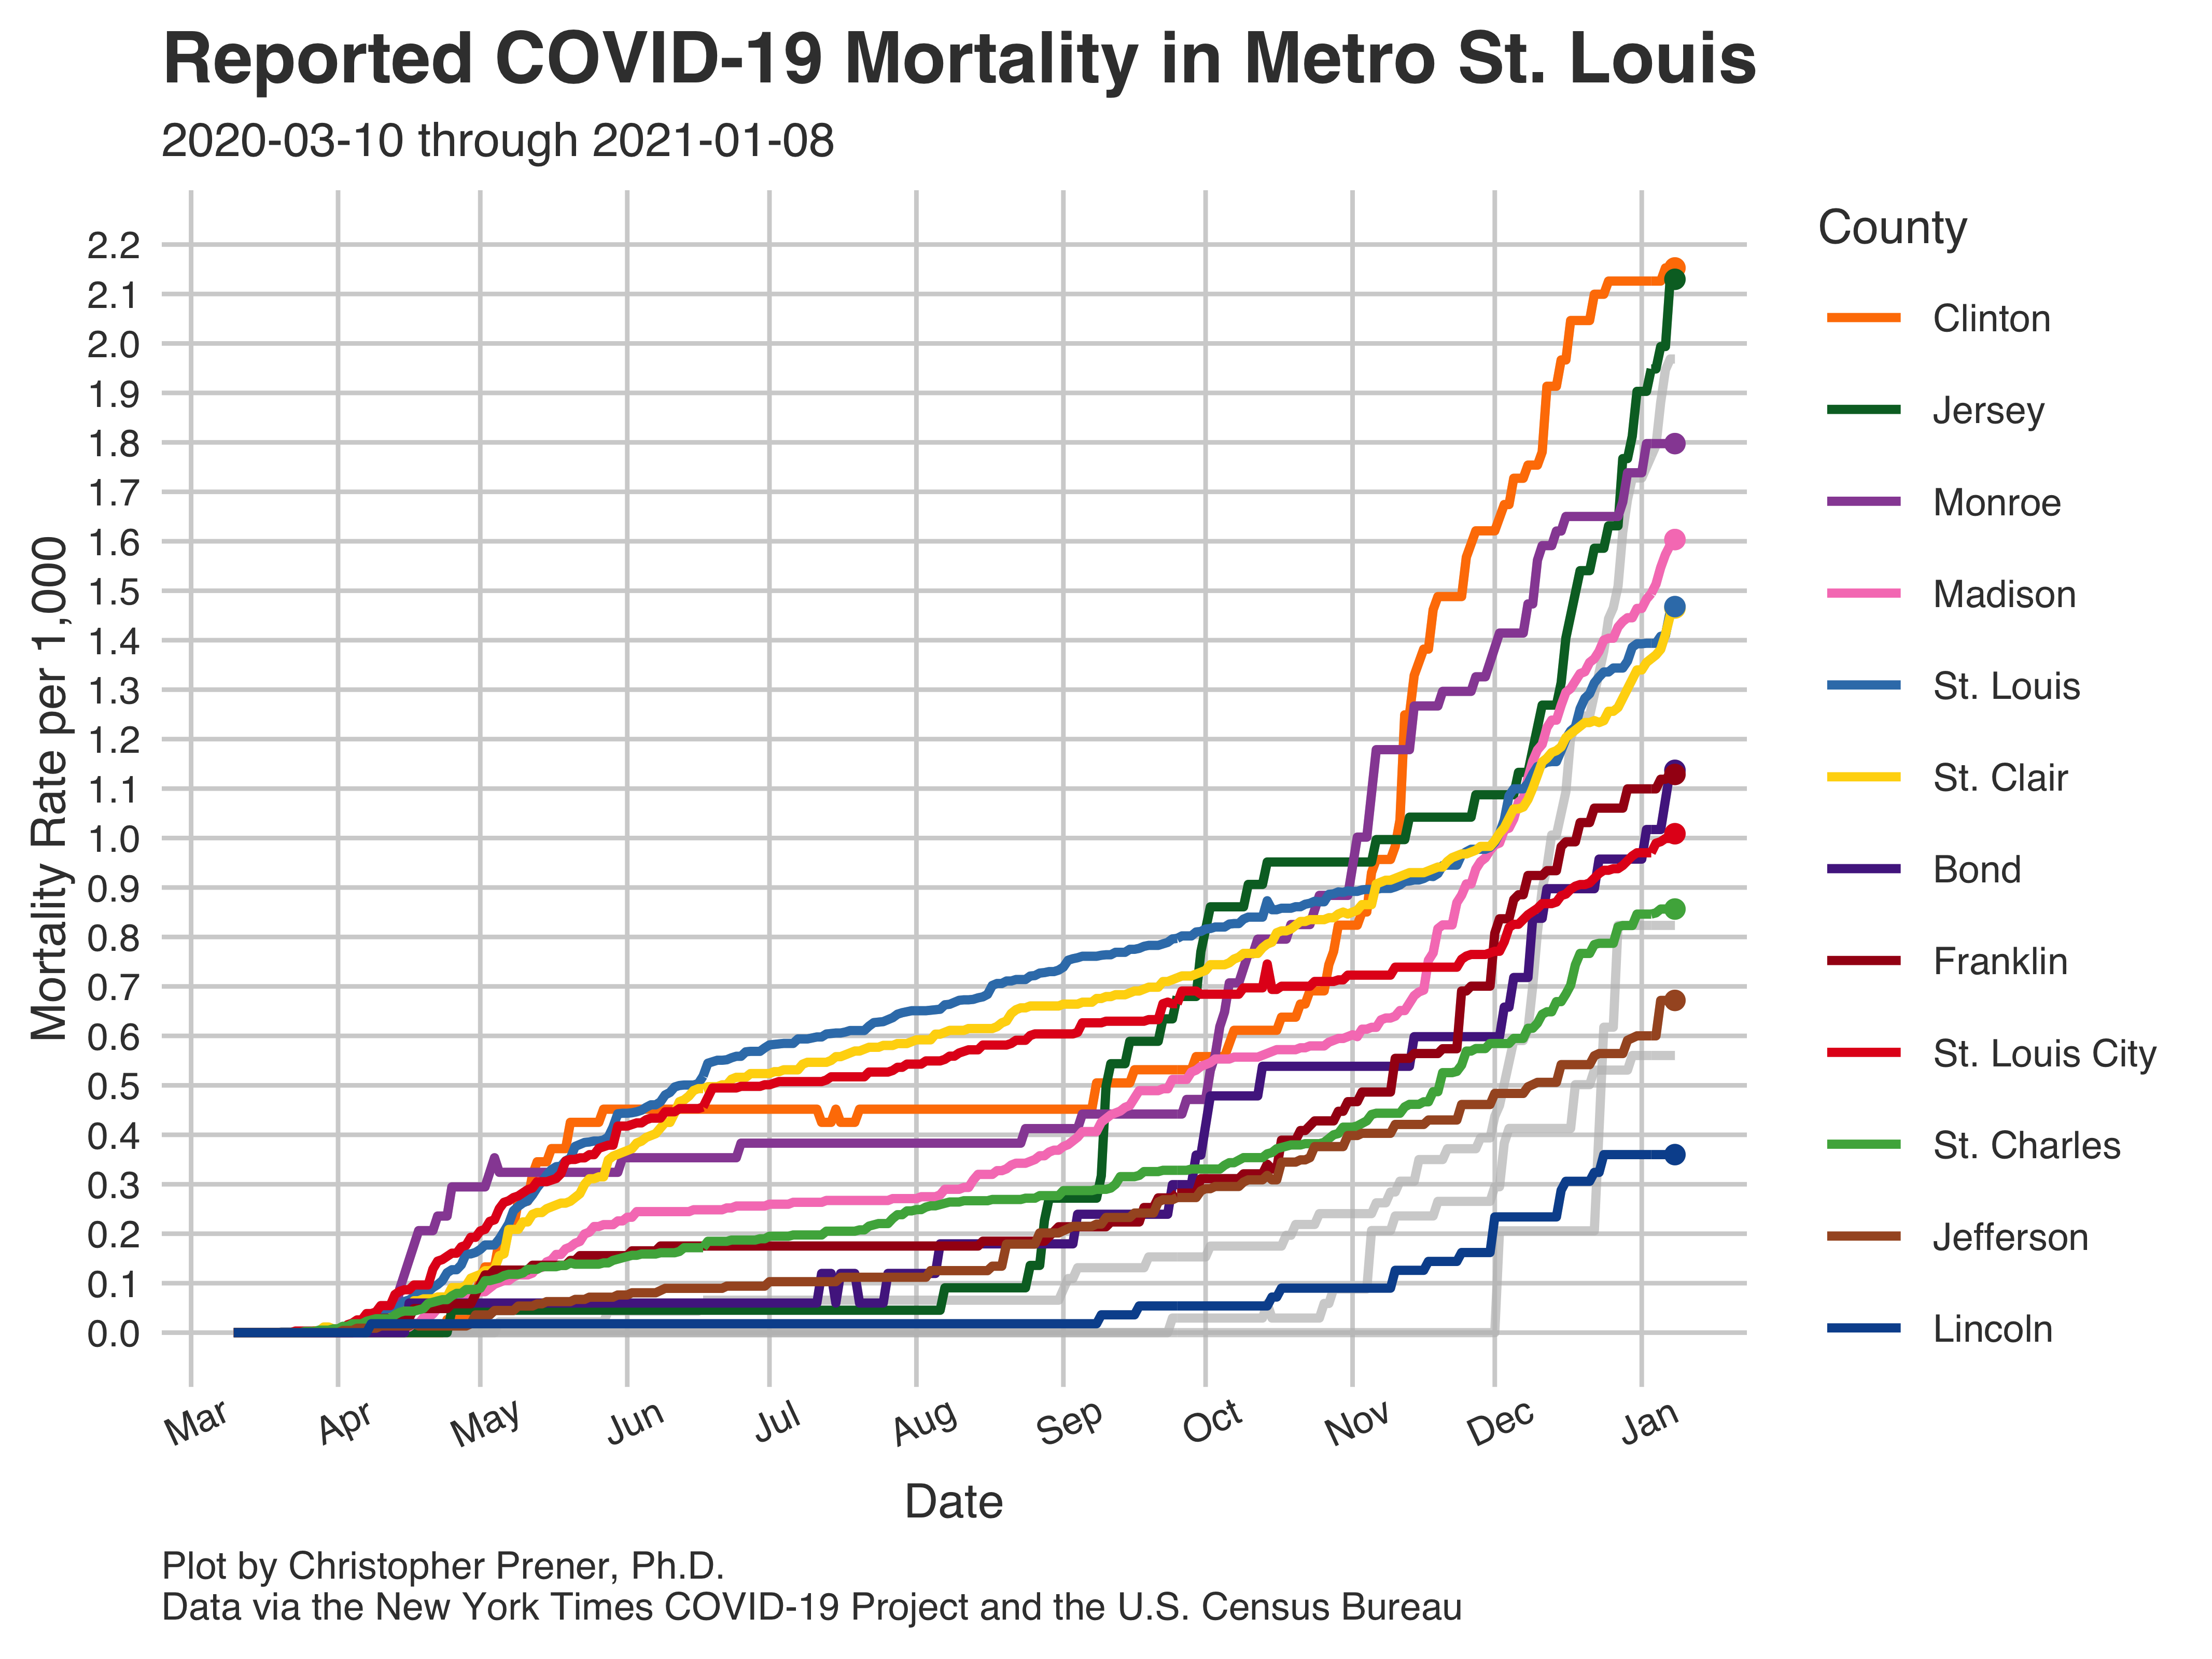 Reported COVID-19 Mortality in Metro St. Louis
2020-03-10 through 2021-01-08
County
Clinton
Jersey
Monroe
Madison
St. Louis
St. Clair
Bond
Franklin
St. Louis City
St. Charles
Jefferson
Lincoln
Mortality Rate per 1,000
2.2
2.1
2.0
1.9
1.8
1.7
1.6
1.5
1.4
1.3
1.2
1.1
1.0
0.9
0.8
0.7
0.6
0.5
0.4
0.3
0.2
0.1
0.0
Mar Apr May Jun Jul Aug Sep Oct Nov Dec Jan
Date
Plot by Christopher Prener, Ph.D.
Data via the New York Times COVID-19 Project and the U.S. Census Bureau